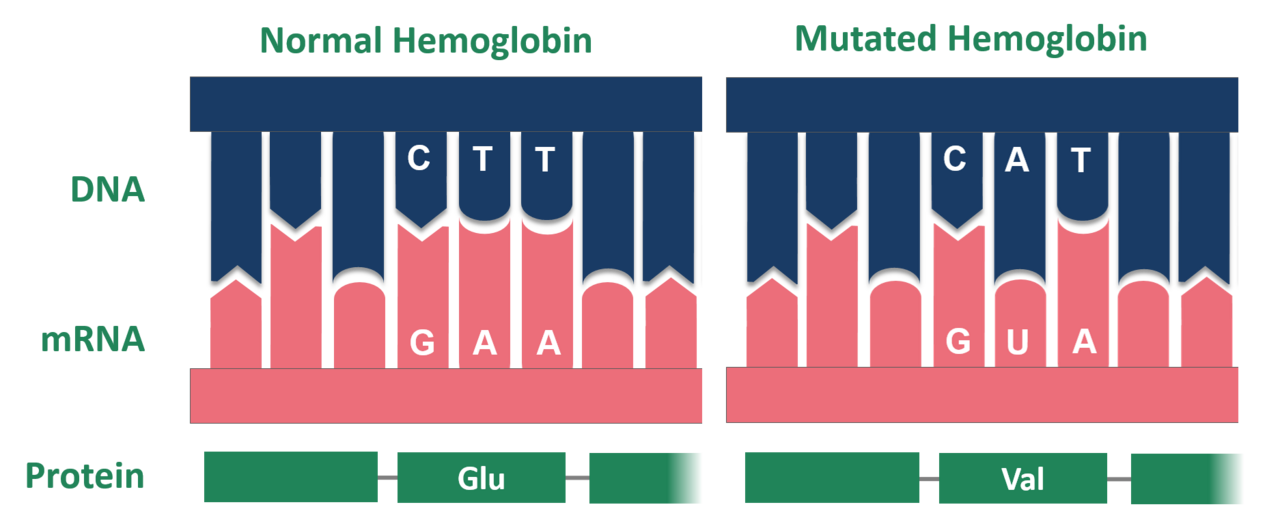 Normal Hemoglobin
Mutated Hemoglobin
DNA
C T T
C A T
mRNA
G A A
G U A
Protein
Glu
Val